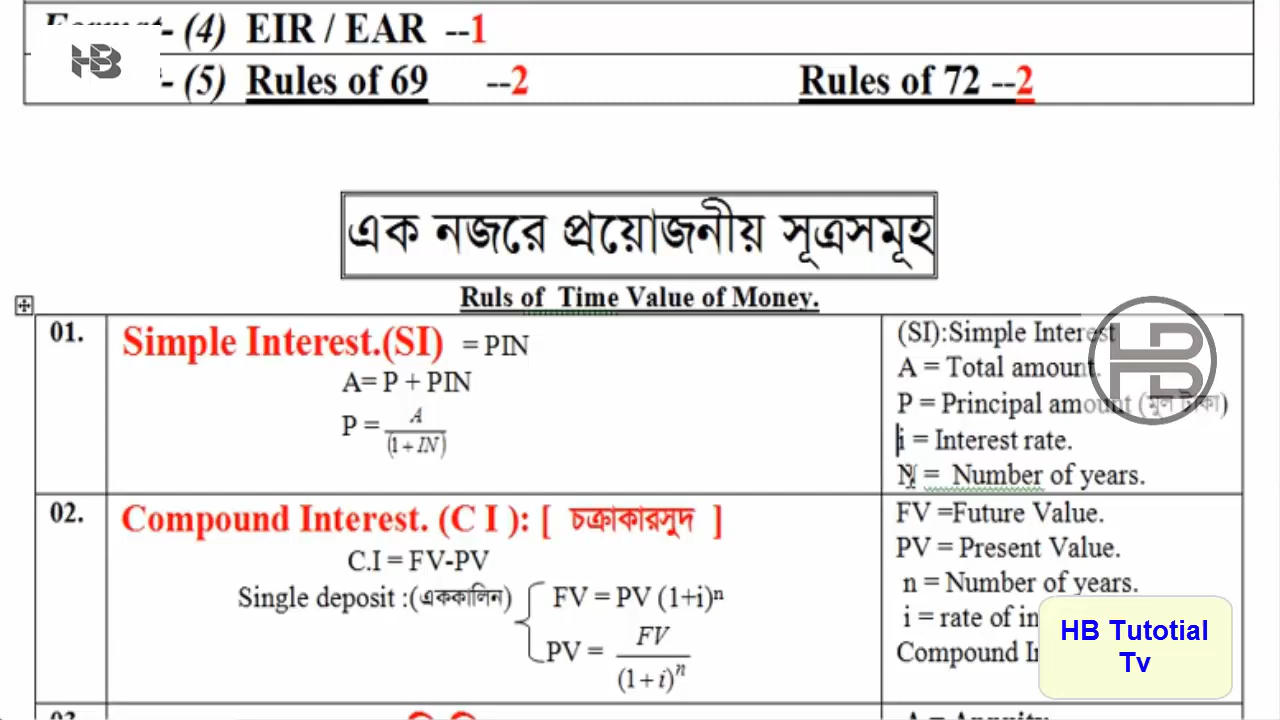 - (4) EIR / EAR --1
HB
- (5) Rules of 69 --2 Rules of 72 --2
এক নজরে প্রয়োজনীয় সূত্রসমূহ
Ruls of Time Value of Money.
01. Simple Interest.(SI) = PIN
A= P + PIN
P = A / (1 + IN)
(SI):Simple Interest
A = Total amount.
P = Principal amount (মুল টাকা)
i = Interest rate.
N = Number of years.
02. Compound Interest. (C I ): [ চক্রাকারসুদ ]
C.I = FV-PV
Single deposit :(এককালিন) FV = PV (1+i)ⁿ
PV = FV / (1 + i)ⁿ
FV =Future Value.
PV = Present Value.
n = Number of years.
i = rate of in
Compound
HB Tutotial
Tv
A = Annuity